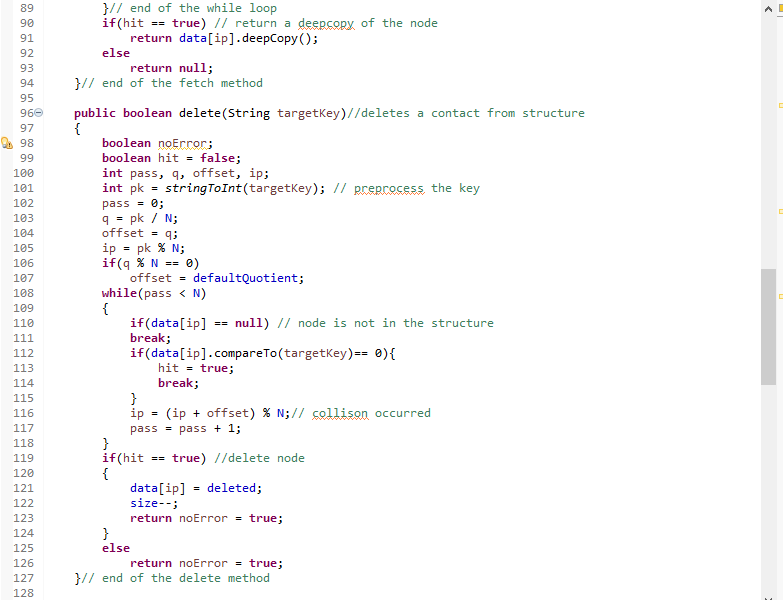 89 }// end of the while loop
90 if(hit == true) // return a deepcopy of the node
91 return data[ip].deepCopy();
92 else
93 return null;
94 }// end of the fetch method
95
96 public boolean delete(String targetKey)//deletes a contact from structure
97 {
98 boolean noError;
99 boolean hit = false;
100 int pass, q, offset, ip;
101 int pk = stringToInt(targetKey); // preprocess the key
102 pass = 0;
103 q = pk / N;
104 offset = q;
105 ip = pk % N;
106 if(q % N == 0)
107 offset = defaultQuotient;
108 while(pass < N)
109 {
110 if(data[ip] == null) // node is not in the structure
111 break;
112 if(data[ip].compareTo(targetKey)== 0){
113 hit = true;
114 break;
115 }
116 ip = (ip + offset) % N;// collison occurred
117 pass = pass + 1;
118 }
119 if(hit == true) //delete node
120 {
121 data[ip] = deleted;
122 size--;
123 return noError = true;
124 }
125 else
126 return noError = true;
127 }// end of the delete method
128